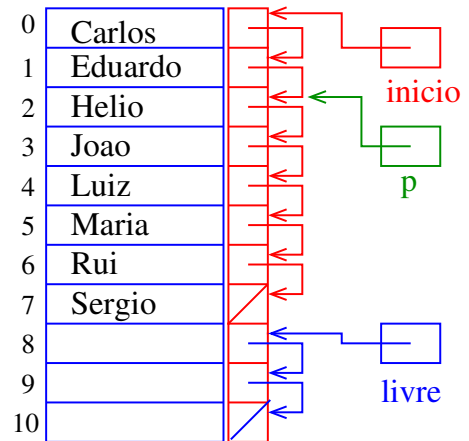 0 Carlos
1 Eduardo
inicio
2 Helio
3 Joao
p
4 Luiz
5 Maria
6 Rui
7 Sergio
8
livre
9
10